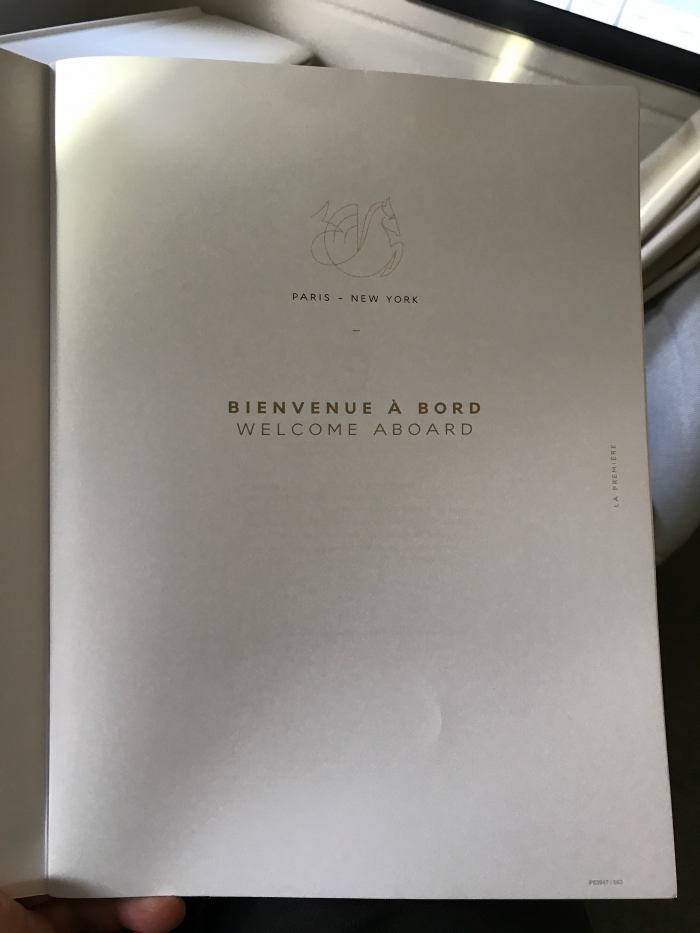 PARIS – NEW YORK
–
BIENVENUE À BORD
WELCOME ABOARD
LA PREMIÈRE